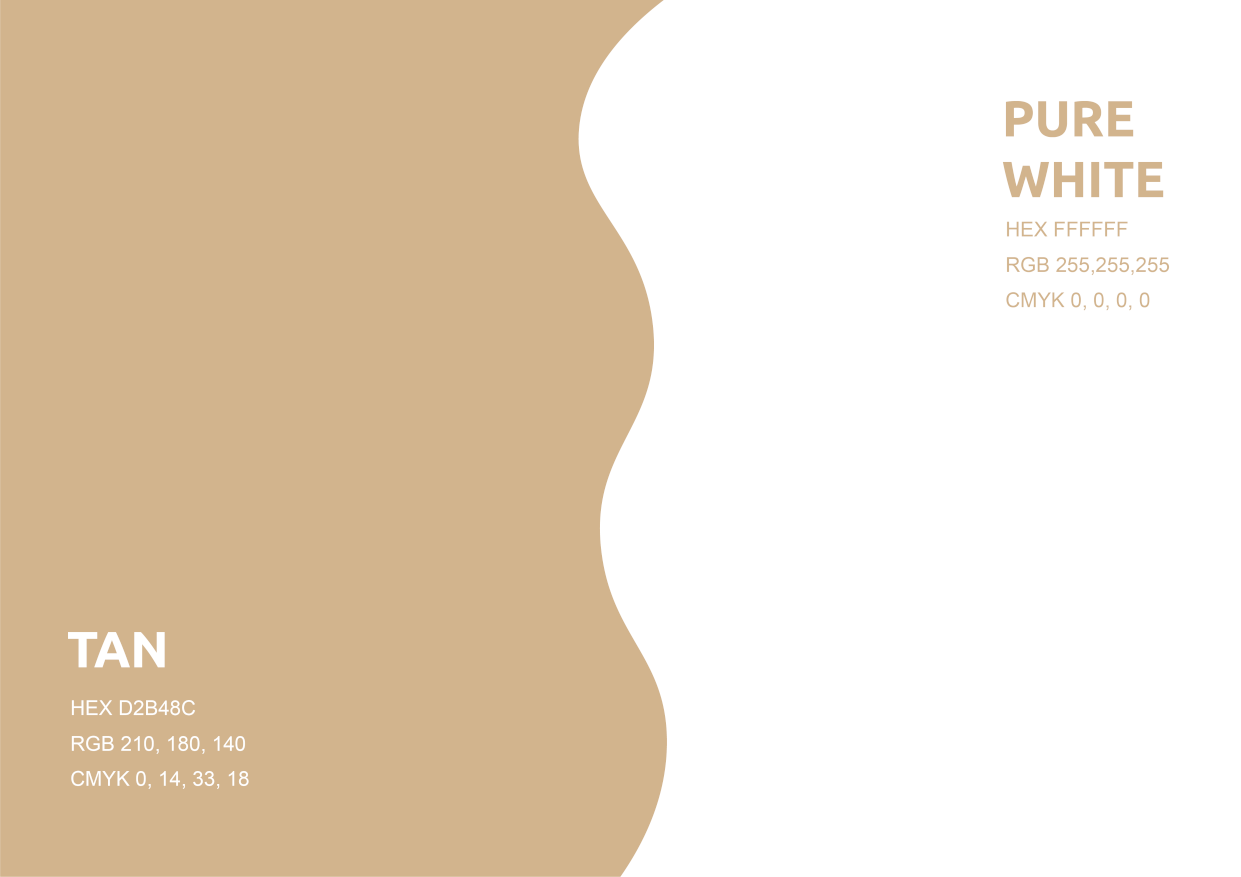 PURE
WHITE
HEX FFFFFF
RGB 255,255,255
CMYK 0, 0, 0, 0
TAN
HEX D2B48C
RGB 210, 180, 140
CMYK 0, 14, 33, 18